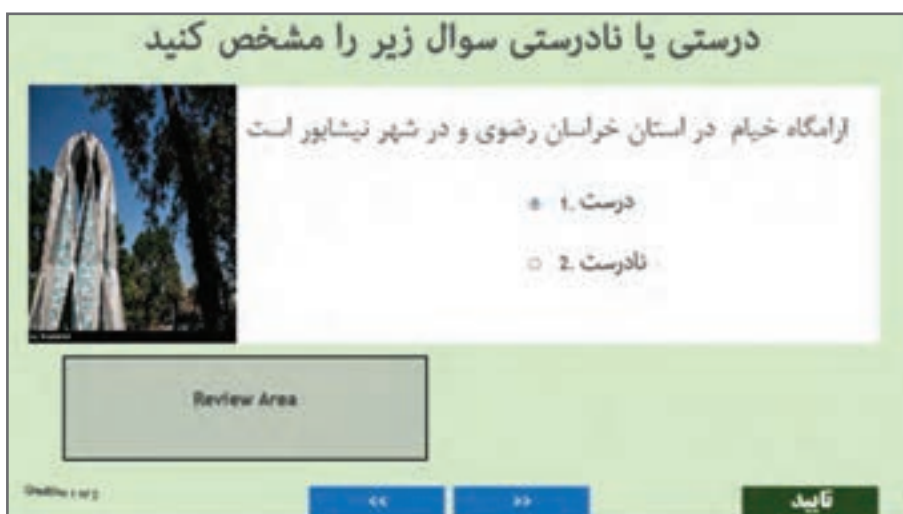 درستی یا نادرستی سوال زیر را مشخص کنید
ارامگاه خیام در استان خراسان رضوی و در شهر نیشابور است
درست .1
نادرست .2
Review Area
<<
>>
تایید